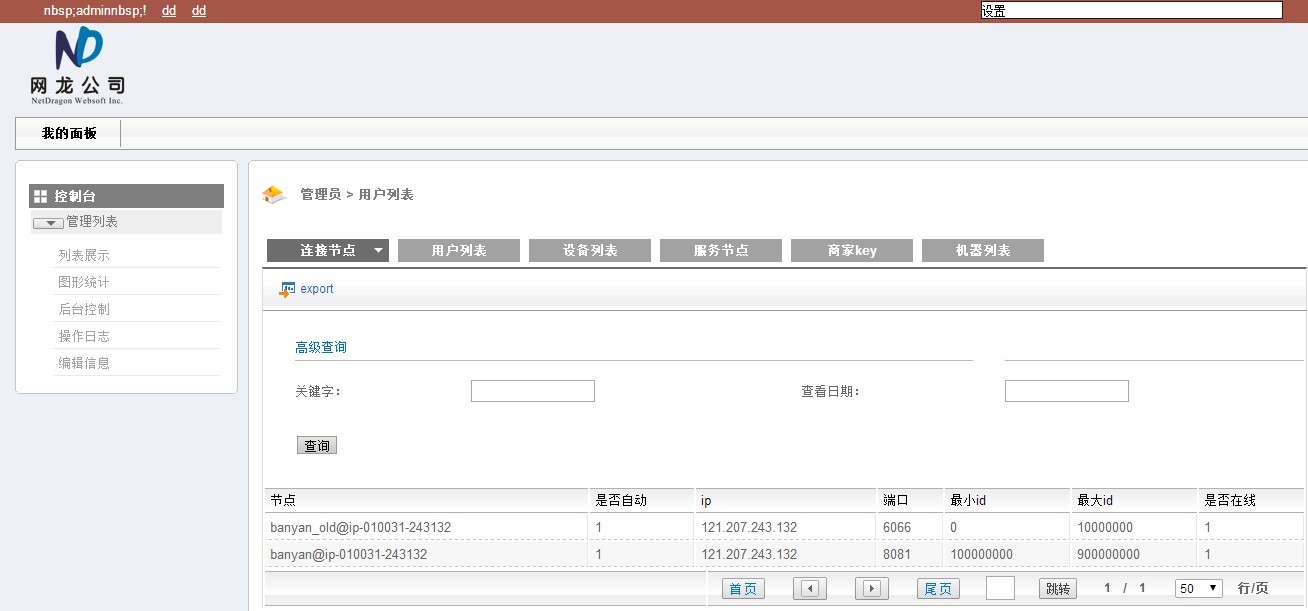 nbsp;adminnbsp;! dd dd 设置
ND
网龙公司
NetDragon Websoft Inc.
我的面板
控制台
管理列表
列表展示
图形统计
后台控制
操作日志
编辑信息
管理员 > 用户列表
连接节点 用户列表 设备列表 服务节点 商家key 机器列表
export
高级查询
关键字: 查看日期:
查询
节点 是否自动 ip 端口 最小id 最大id 是否在线
banyan_old@ip-010031-243132 1 121.207.243.132 6066 0 10000000 1
banyan@ip-010031-243132 1 121.207.243.132 8081 100000000 900000000 1
首页 尾页 跳转 1 / 1 50 行/页